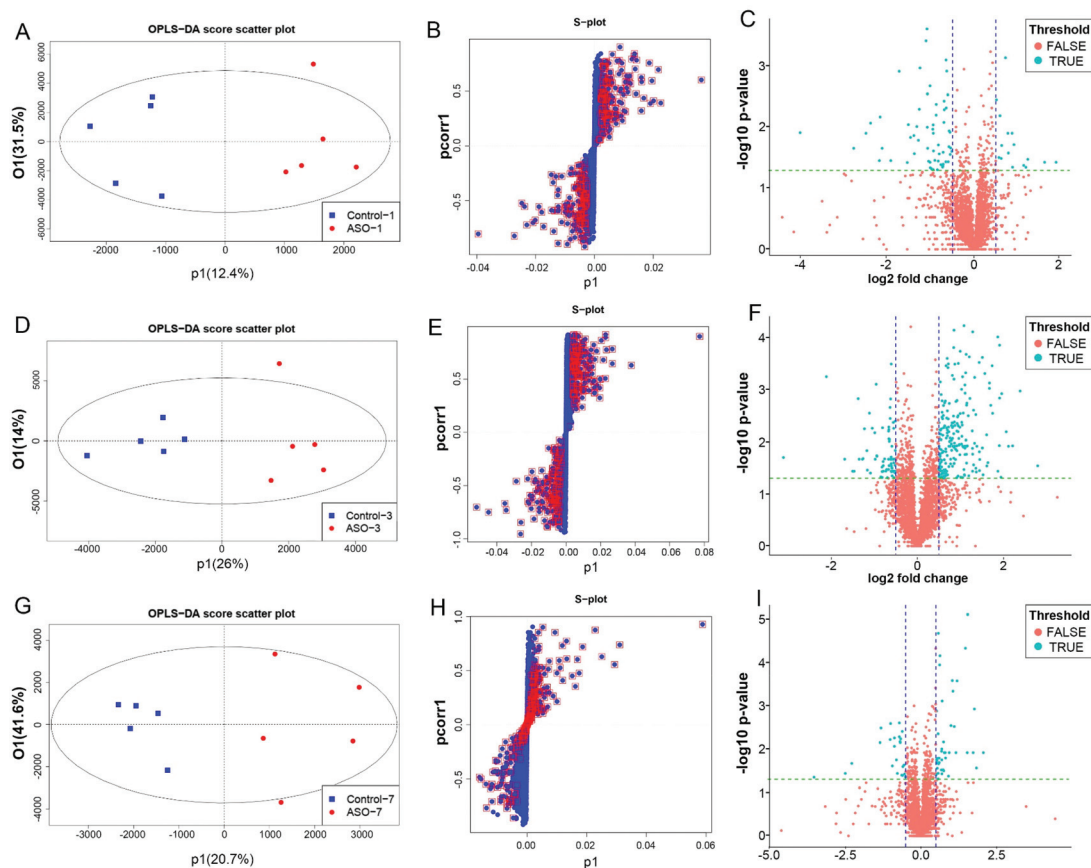 A
OPLS-DA score scatter plot
O1(31.5%)
6000
4000
2000
0
-2000
-4000
-6000
Control-1
ASO-1
-2000 -1000 0 1000 2000
p1(12.4%)
B
S-plot
pcorr1
0.5
0.0
-0.5
-0.04 -0.02 0.00 0.02
p1
C
-log10 p-value
3
2
1
0
-4 -2 0 2
log2 fold change
Threshold
FALSE
TRUE
D
OPLS-DA score scatter plot
O1(14%)
5000
0
-5000
Control-3
ASO-3
-4000 -2000 0 2000 4000
p1(26%)
E
S-plot
pcorr1
0.5
0.0
-0.5
-1.0
-0.06 -0.04 -0.02 0.00 0.02 0.04 0.06 0.08
p1
F
-log10 p-value
4
3
2
1
0
-2 0 2
log2 fold change
Threshold
FALSE
TRUE
G
OPLS-DA score scatter plot
O1(41.6%)
4000
2000
0
-2000
-4000
Control-7
ASO-7
-3000 -2000 -1000 0 1000 2000 3000
p1(20.7%)
H
S-plot
pcorr1
1.0
0.5
0.0
-0.5
0.00 0.02 0.04 0.06
p1
I
-log10 p-value
5
4
3
2
1
0
-5.0 -2.5 0.0 2.5
Threshold
FALSE
TRUE